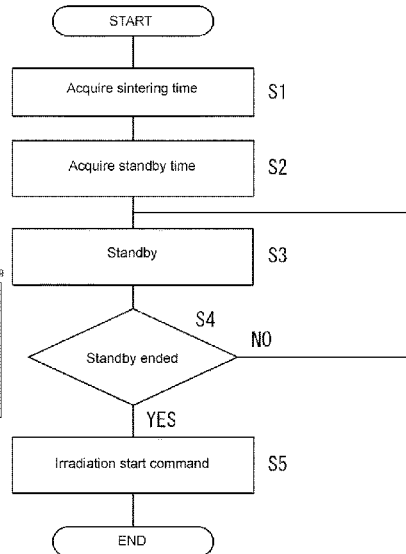 START
Acquire sintering time
S1
Acquire standby time
S2
Standby
S3
S4
Standby ended
NO
YES
Irradiation start command
S5
END